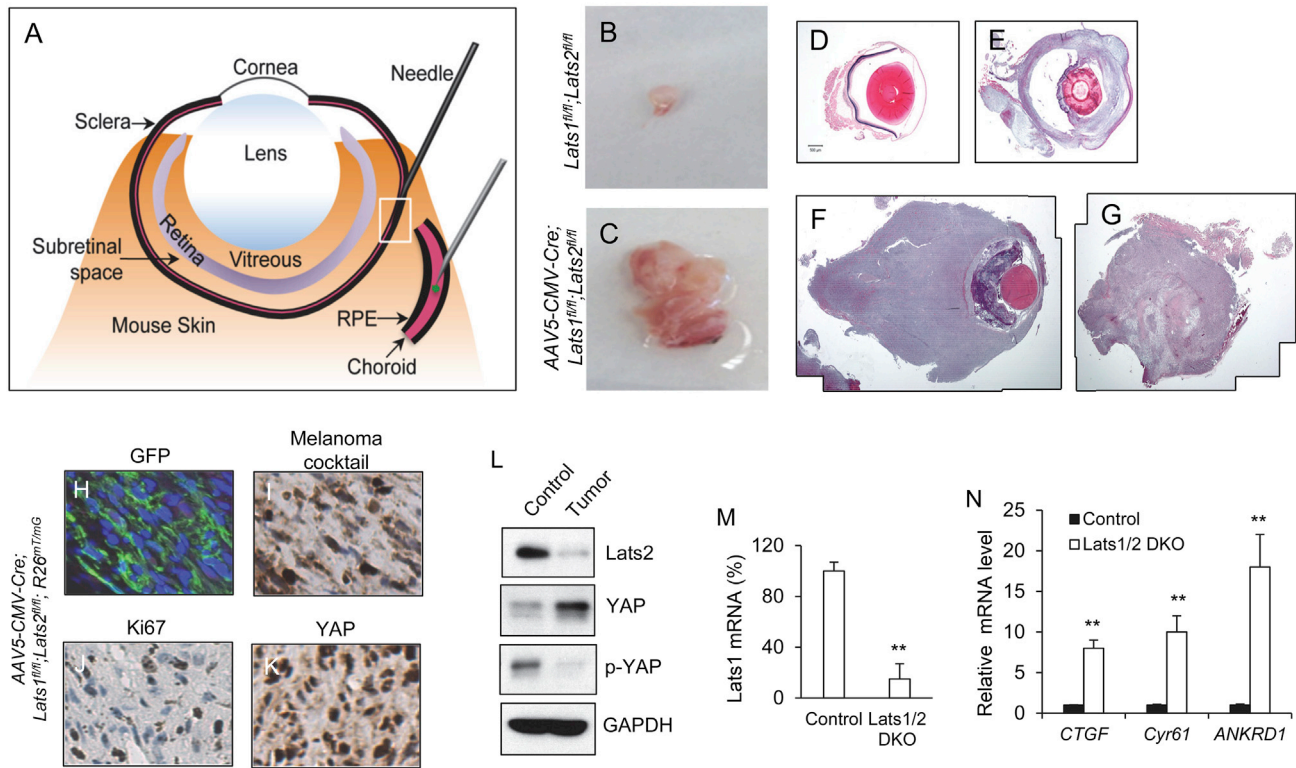 A
Cornea
Needle
Sclera
Lens
Retina
Subretinal
space
Vitreous
Mouse Skin
RPE
Choroid
B
Lats1fl/fl;Lats2fl/fl
C
AAV5-CMV-Cre;
Lats1fl/fl;Lats2fl/fl
D
E
F
G
GFP
H
Melanoma
cocktail
I
Ki67
J
YAP
K
AAV5-CMV-Cre;
Lats1fl/fl;Lats2fl/fl; R26mT/mG
L
Control
Tumor
Lats2
YAP
p-YAP
GAPDH
M
Lats1 mRNA (%)
120
80
40
0
**
Control
Lats1/2
DKO
N
Relative mRNA level
25
20
15
10
5
0
Control
Lats1/2 DKO
**
**
**
CTGF
Cyr61
ANKRD1